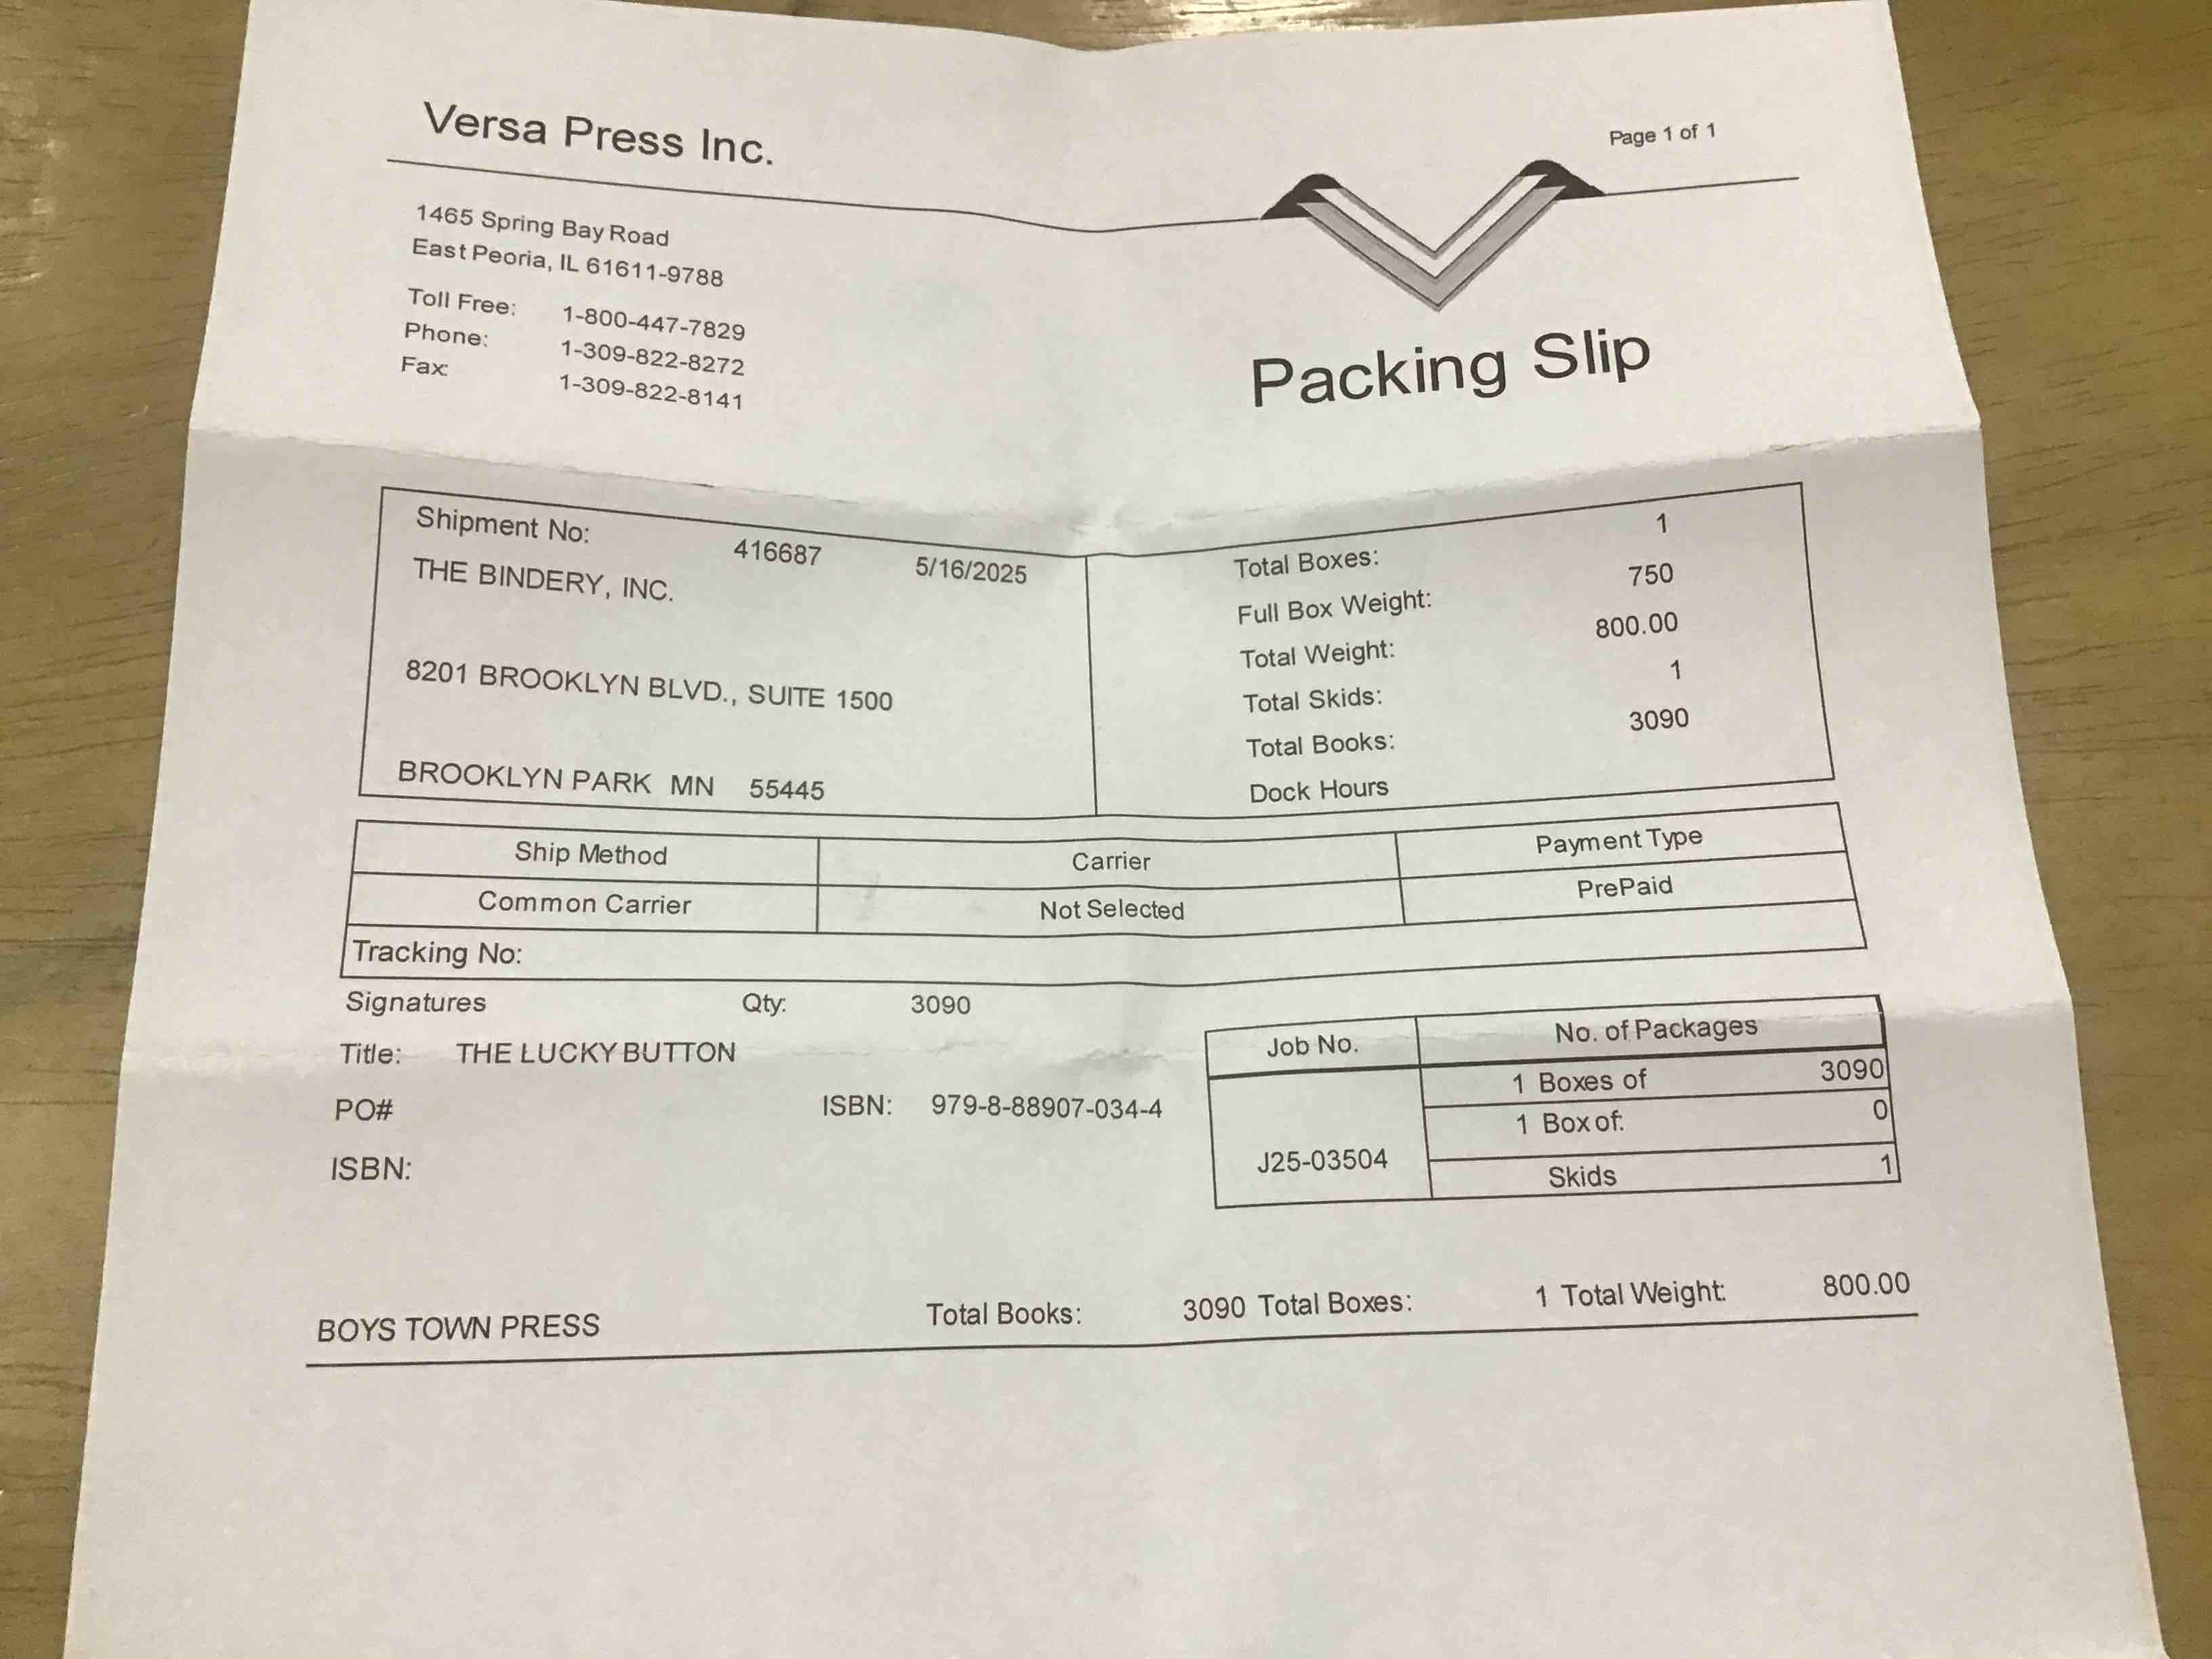 Versa Press Inc.
Page 1 of 1
1465 Spring Bay Road
East Peoria, IL 61611-9788
Toll Free: 1-800-447-7829
Phone: 1-309-822-8272
Fax: 1-309-822-8141
Packing Slip
Shipment No: 416687 5/16/2025
THE BINDERY, INC.
8201 BROOKLYN BLVD., SUITE 1500
BROOKLYN PARK MN 55445
Total Boxes: 1
Full Box Weight: 750
Total Weight: 800.00
Total Skids: 1
Total Books: 3090
Dock Hours
Ship Method Carrier Payment Type
Common Carrier Not Selected PrePaid
Tracking No:
Signatures Qty: 3090
Title: THE LUCKY BUTTON
PO# ISBN: 979-8-88907-034-4
ISBN:
Job No. No. of Packages
1 Boxes of 3090
1 Box of: 0
J25-03504
Skids 1
BOYS TOWN PRESS Total Books: 3090 Total Boxes: 1 Total Weight: 800.00